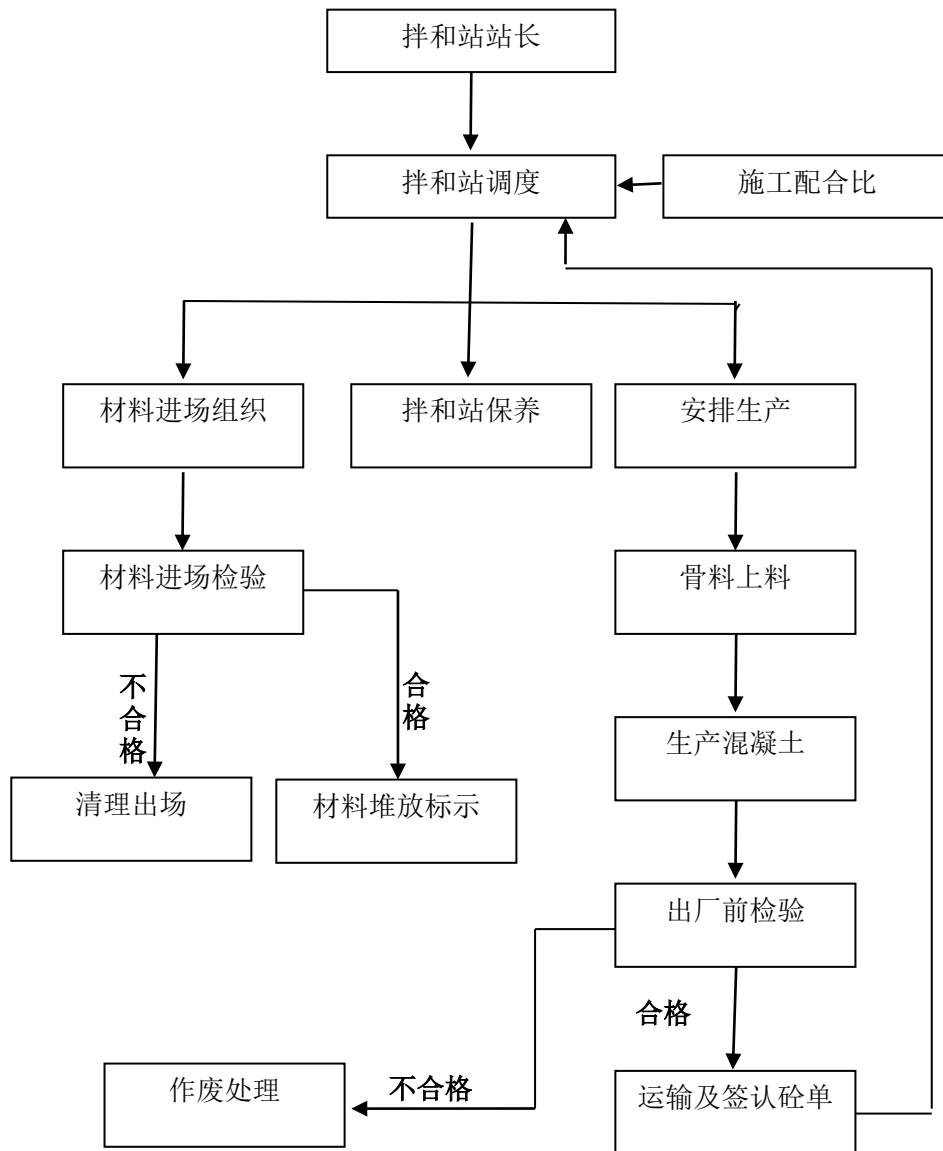 拌和站站长
拌和站调度
施工配合比
材料进场组织
拌和站保养
安排生产
材料进场检验
骨料上料
不合格
合格
生产混凝土
清理出场
材料堆放标示
出厂前检验
合格
作废处理
不合格
运输及签认砼单